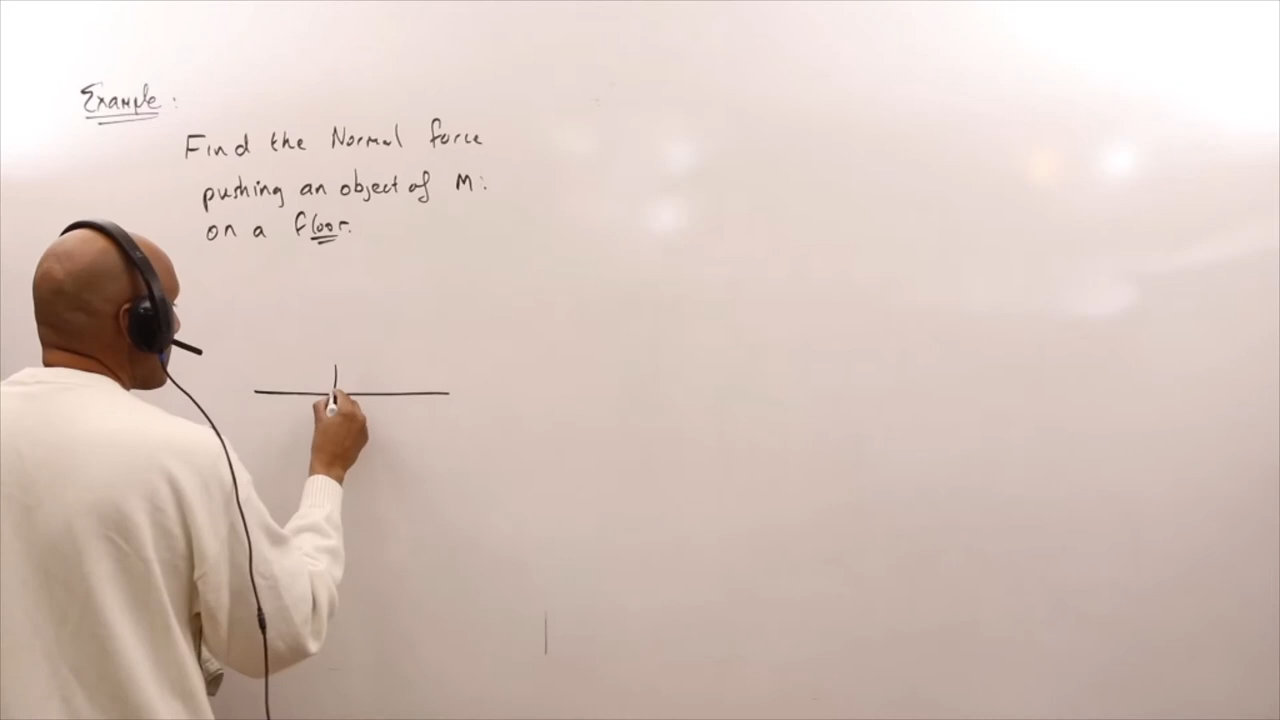 Example:
Find the Normal force
pushing an object of M:
on a floor.